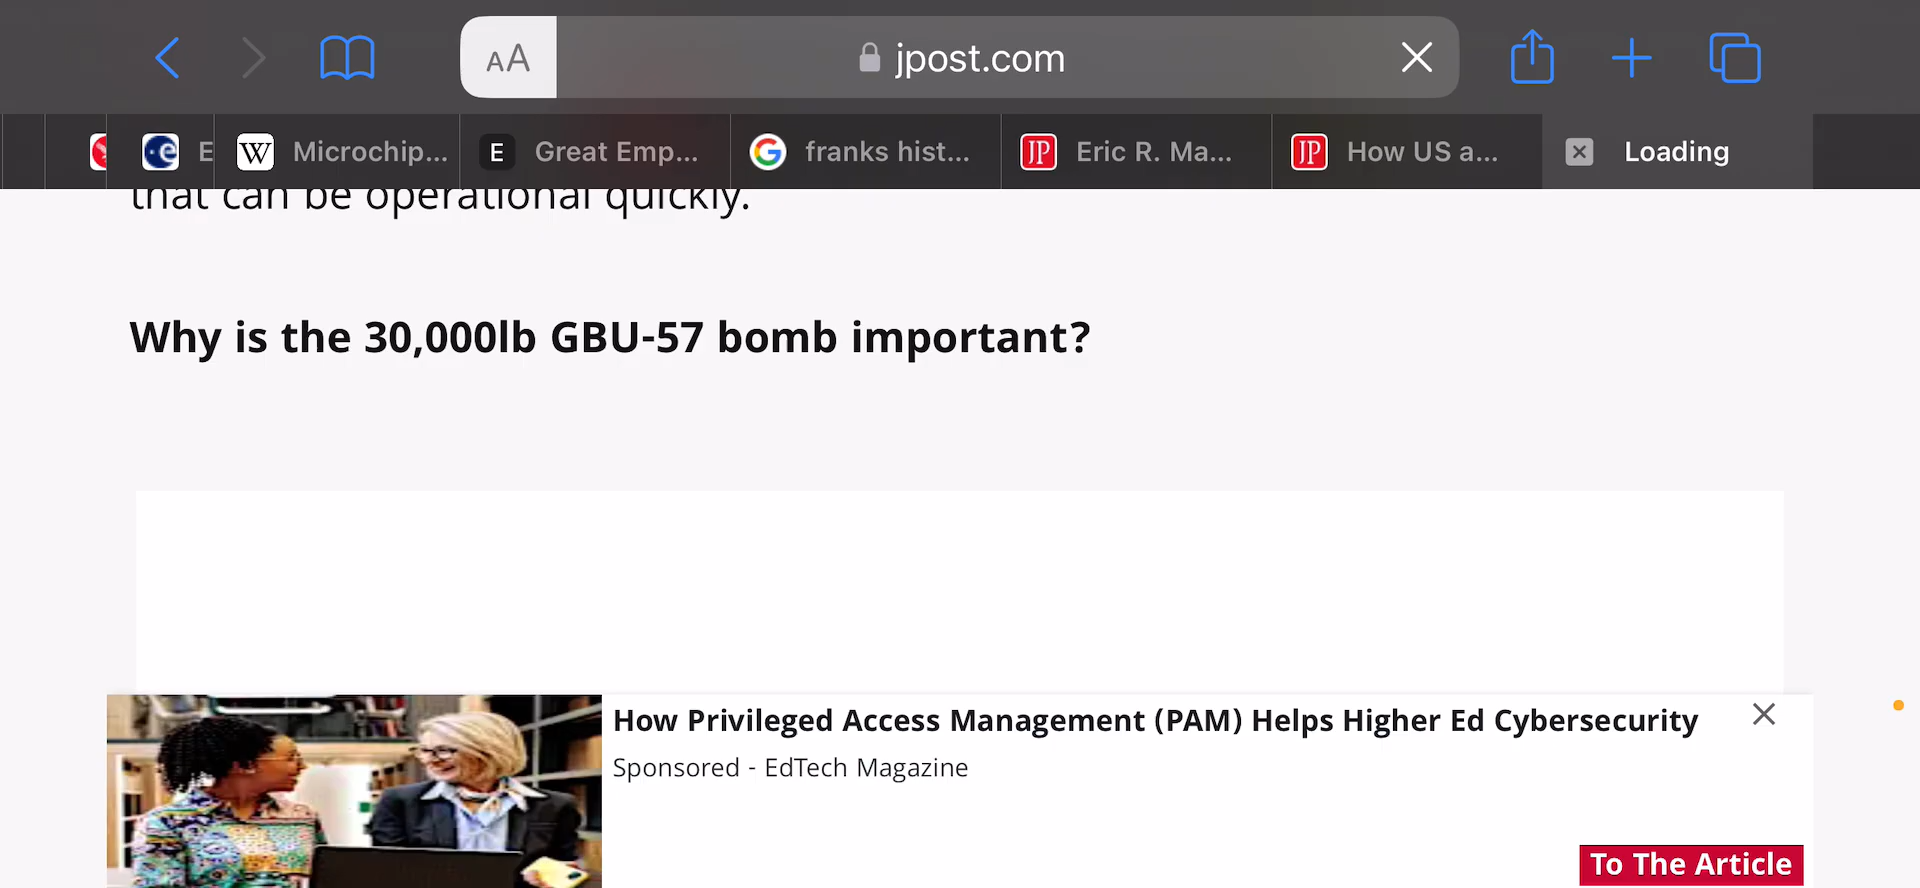 AA jpost.com
E Microchip... E Great Emp... franks hist... JP Eric R. Ma... JP How US a... Loading
that can be operational quickly.
Why is the 30,000lb GBU-57 bomb important?
How Privileged Access Management (PAM) Helps Higher Ed Cybersecurity
Sponsored - EdTech Magazine
To The Article